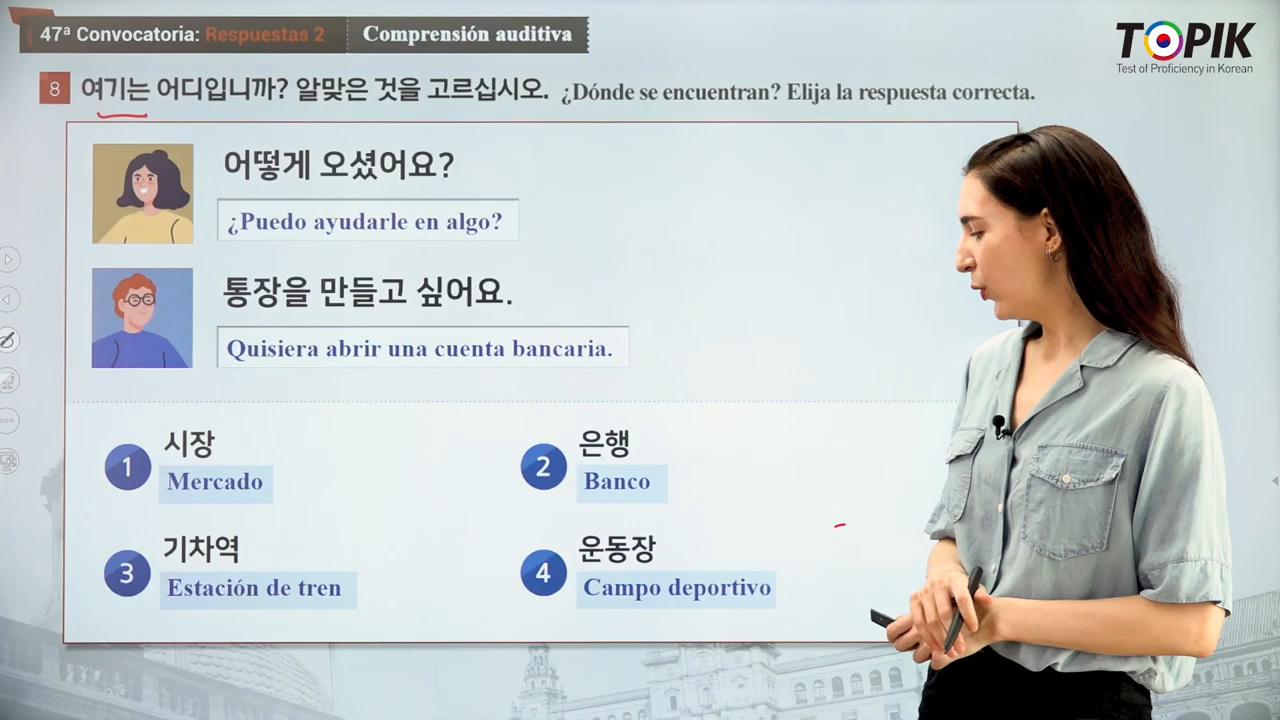 47ª Convocatoria: Respuestas 2 Comprensión auditiva
TOPIK
Test of Proficiency in Korean
8 여기는 어디입니까? 알맞은 것을 고르십시오. ¿Dónde se encuentran? Elija la respuesta correcta.
어떻게 오셨어요?
¿Puedo ayudarle en algo?
통장을 만들고 싶어요.
Quisiera abrir una cuenta bancaria.
1 시장
Mercado
2 은행
Banco
3 기차역
Estación de tren
4 운동장
Campo deportivo